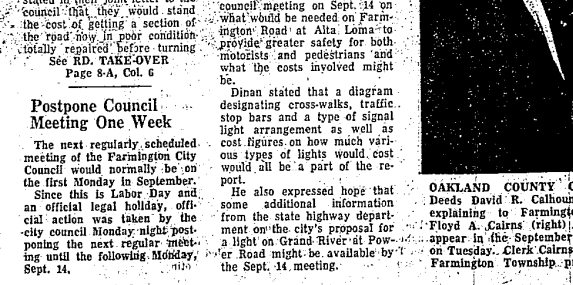 stated in their joint letter to the
council that they would stand
the cost of getting a section of
the road now in poor condition
totally repaired before turning
See RD. TAKE-OVER
Page 8-A, Col. 6
Postpone Council
Meeting One Week
The next regularly scheduled
meeting of the Farmington City
Council would normally be on
the first Monday in September.
Since this is Labor Day and
an official legal holiday, offi-
cial action was taken by the
city council Monday night post-
poning the next regular meet-
ing until the following Monday,
Sept. 14.
council meeting on Sept. 14 on
what would be needed on Farm-
ington Road at Alta Loma to
provide greater safety for both
motorists and pedestrians and
what the costs involved might
be.
Dinan stated that a diagram
designating cross-walks, traffic
stop bars and a type of signal
light arrangement as well as
cost figures on how much vari-
ous types of lights would cost
would all be a part of the re-
port.
He also expressed hope that
some additional information
from the state highway depart-
ment on the city's proposal for
a light on Grand River at Pow-
er Road might be available by
the Sept. 14 meeting.
OAKLAND COUNTY
Deeds David R. Calhoun
explaining to Farmingt
Floyd A. Cairns (right)
appear in the September
on Tuesday. Clerk Cairns
Farmington Township